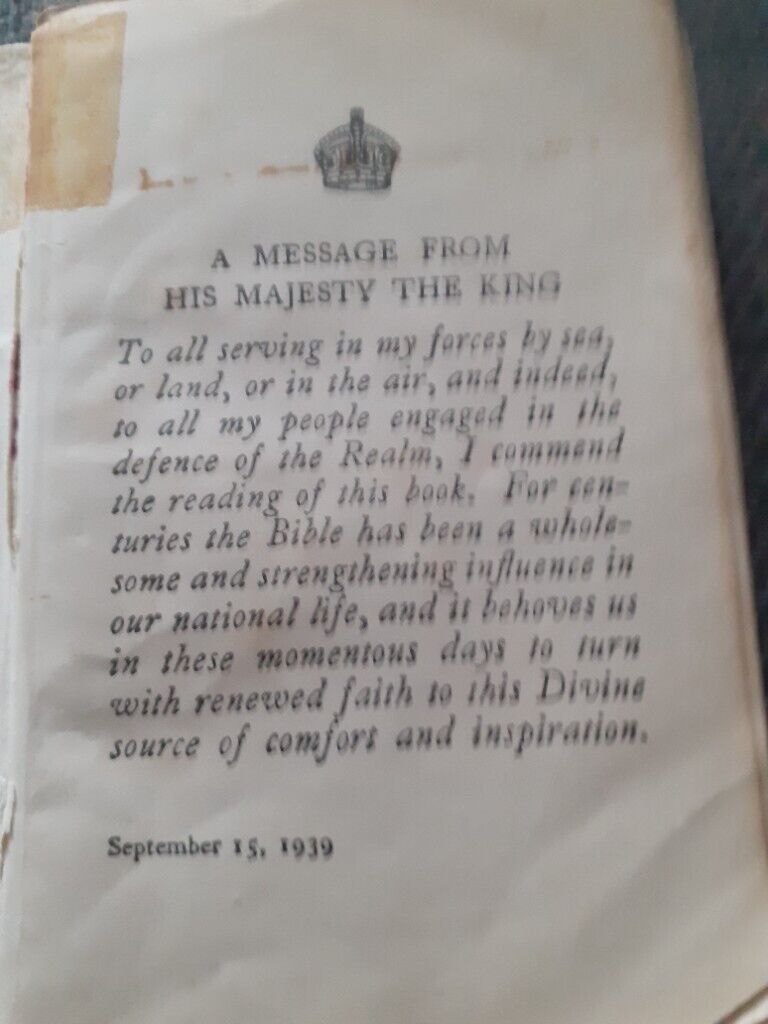 A MESSAGE FROM
HIS MAJESTY THE KING
To all serving in my forces by sea,
or land, or in the air, and indeed,
to all my people engaged in the
defence of the Realm, I commend
the reading of this book. For cen=
turies the Bible has been a whole=
some and strengthening influence in
our national life, and it behoves us
in these momentous days to turn
with renewed faith to this Divine
source of comfort and inspiration.
September 15, 1939